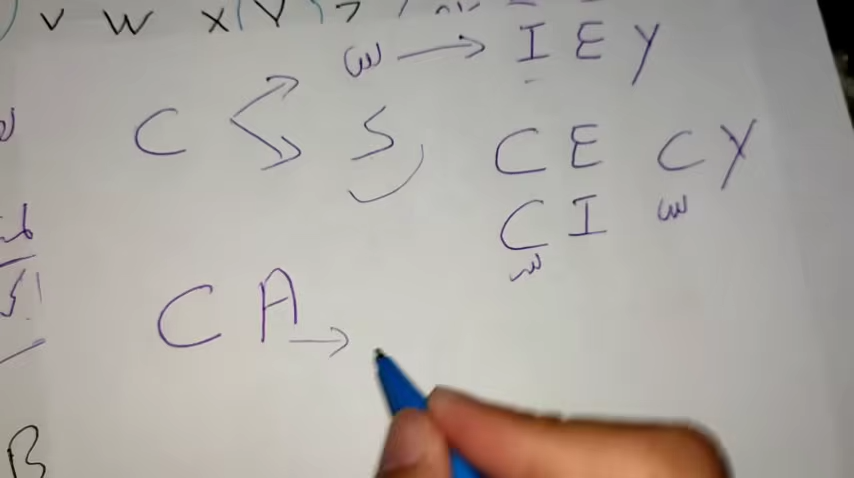 V W X Y Z
س → I E Y
C ک
CE CY
س
CI
س
CA →
B